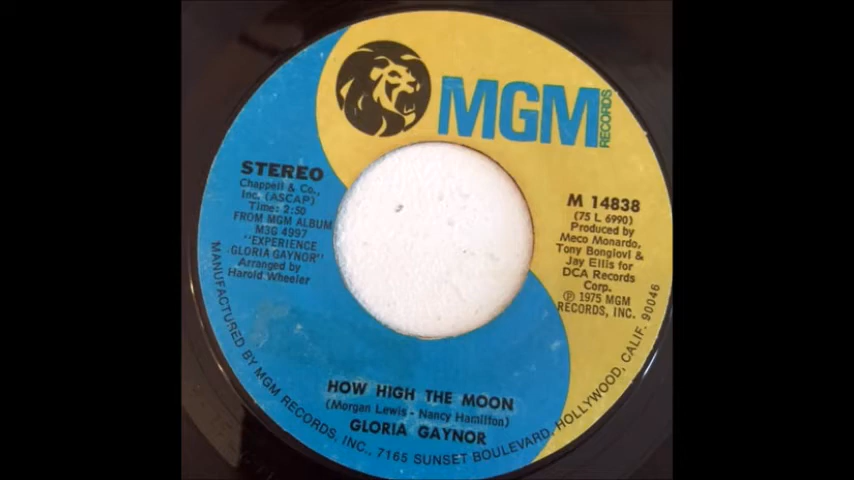 MGM
RECORDS
STEREO
Chappell & Co.,
Inc. (ASCAP)
Time: 2:50
FROM MGM ALBUM
M3G 4997
"EXPERIENCE
GLORIA GAYNOR"
Arranged by
Harold Wheeler
M 14838
(75 L 6990)
Produced by
Meco Monardo,
Tony Bongiovi &
Jay Ellis for
DCA Records
Corp.
℗ 1975 MGM
RECORDS, INC.
HOW HIGH THE MOON
(Morgan Lewis - Nancy Hamilton)
GLORIA GAYNOR
MANUFACTURED BY MGM RECORDS, INC., 7165 SUNSET BOULEVARD, HOLLYWOOD, CALIF. 90046